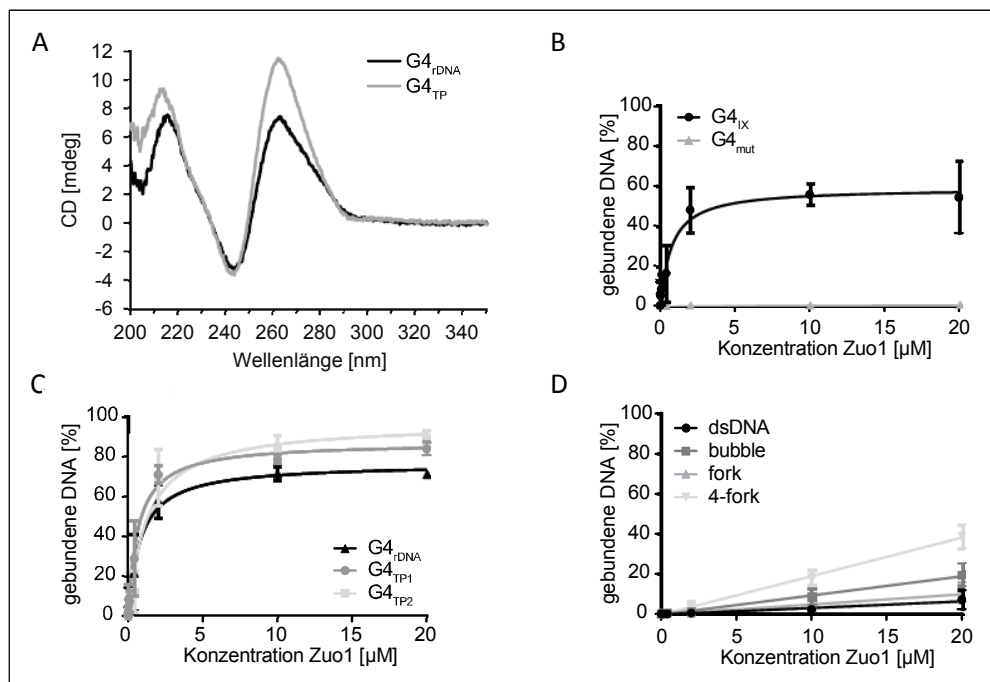 A
CD [mdeg]
12
10
8
6
4
2
0
-2
-4
-6
G4rDNA
G4TP
200 220 240 260 280 300 320 340
Wellenlänge [nm]
B
gebundene DNA [%]
100
80
60
40
20
0
G4IX
G4mut
0 5 10 15 20
Konzentration Zuo1 [µM]
C
gebundene DNA [%]
100
80
60
40
20
0
G4rDNA
G4TP1
G4TP2
0 5 10 15 20
Konzentration Zuo1 [µM]
D
gebundene DNA [%]
100
80
60
40
20
0
dsDNA
bubble
fork
4-fork
0 5 10 15 20
Konzentration Zuo1 [µM]